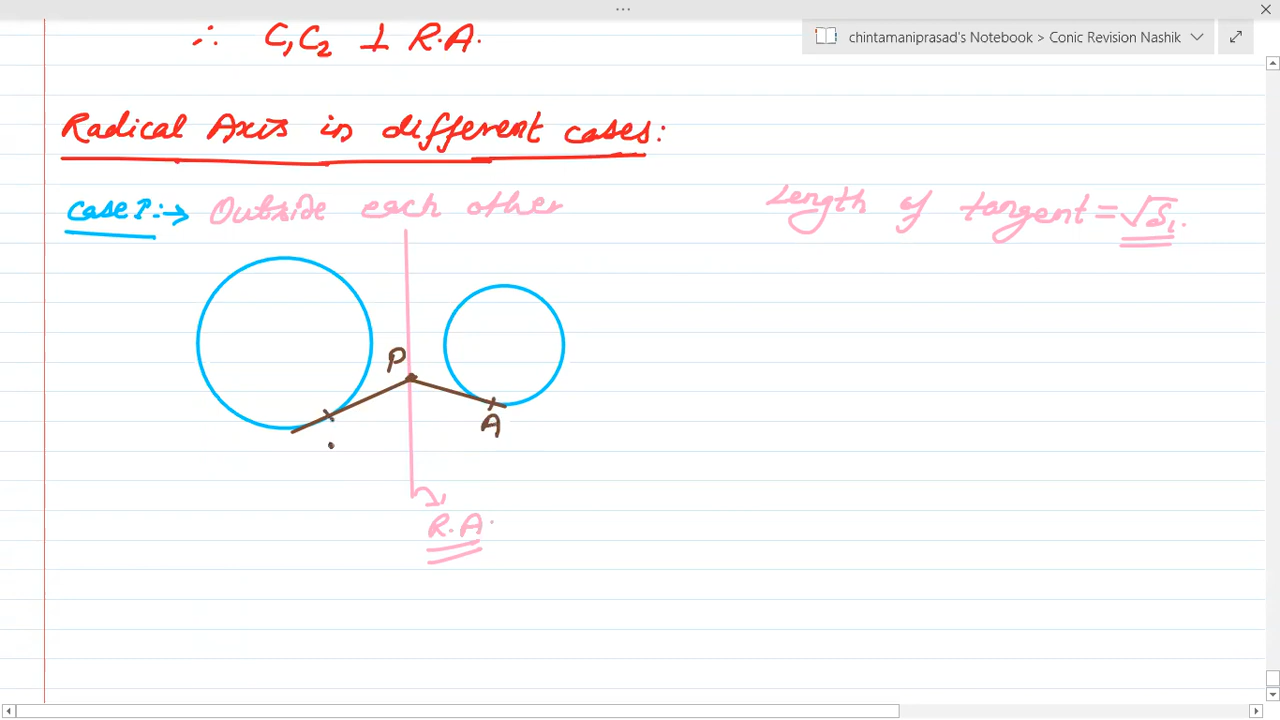 ∴ C₁C₂ ⊥ R.A.
chintamaniprasad's Notebook > Conic Revision Nashik
Radical Axis in different cases:
Case I:→ Outside each other
Length of tangent = √S₁.
P
A
R.A.